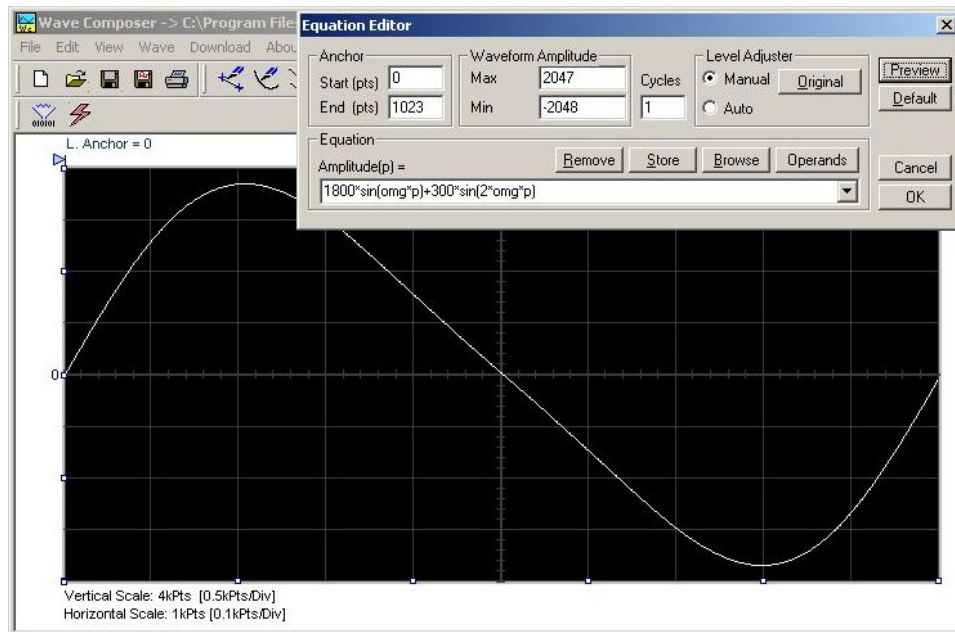 Wave Composer -> C:\Program File
File Edit View Wave Download Abou
L. Anchor = 0
0
Vertical Scale: 4kPts [0.5kPts/Div]
Horizontal Scale: 1kPts [0.1kPts/Div]
Equation Editor
Anchor
Start (pts) 0
End (pts) 1023
Waveform Amplitude
Max 2047
Min -2048
Cycles
1
Level Adjuster
Manual Original
Auto
Preview
Default
Cancel
OK
Equation
Amplitude(p) = Remove Store Browse Operands
1800*sin(omg*p)+300*sin(2*omg*p)